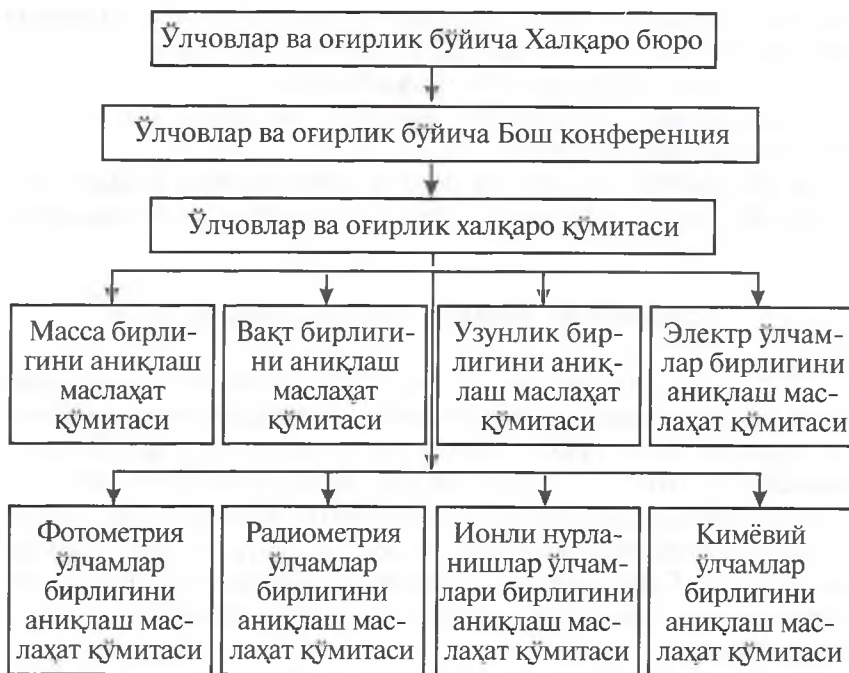 Ўлчовлар ва оғирлик бўйича Халқаро бюро
Ўлчовлар ва оғирлик бўйича Бош конференция
Ўлчовлар ва оғирлик халқаро қўмитаси
Масса бирли-
гини аниқлаш
маслаҳат
қўмитаси
Вақт бирлиги-
ни аниқлаш
маслаҳат
қўмитаси
Узунлик бир-
лигини аниқ-
лаш маслаҳат
қўмитаси
Электр ўлчам-
лар бирлигини
аниқлаш мас-
лаҳат қўмитаси
Фотометрия
ўлчамлар
бирлигини
аниқлаш мас-
лаҳат қўмитаси
Радиометрия
ўлчамлар
бирлигини
аниқлаш мас-
лаҳат қўмитаси
Ионли нурла-
нишлар ўлчам-
лари бирлигини
аниқлаш мас-
лаҳат қўмитаси
Кимёвий
ўлчамлар
бирлигини
аниқлаш мас-
лаҳат қўмитаси